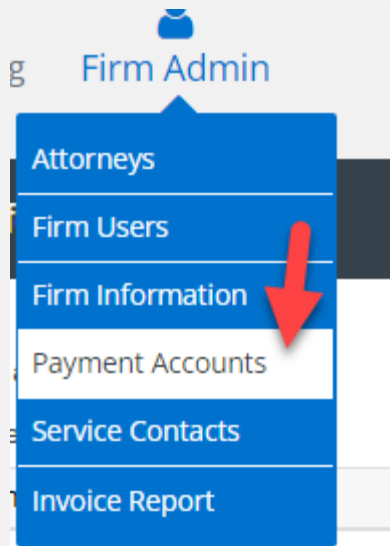 g Firm Admin
Attorneys
Firm Users
Firm Information
Payment Accounts
Service Contacts
Invoice Report